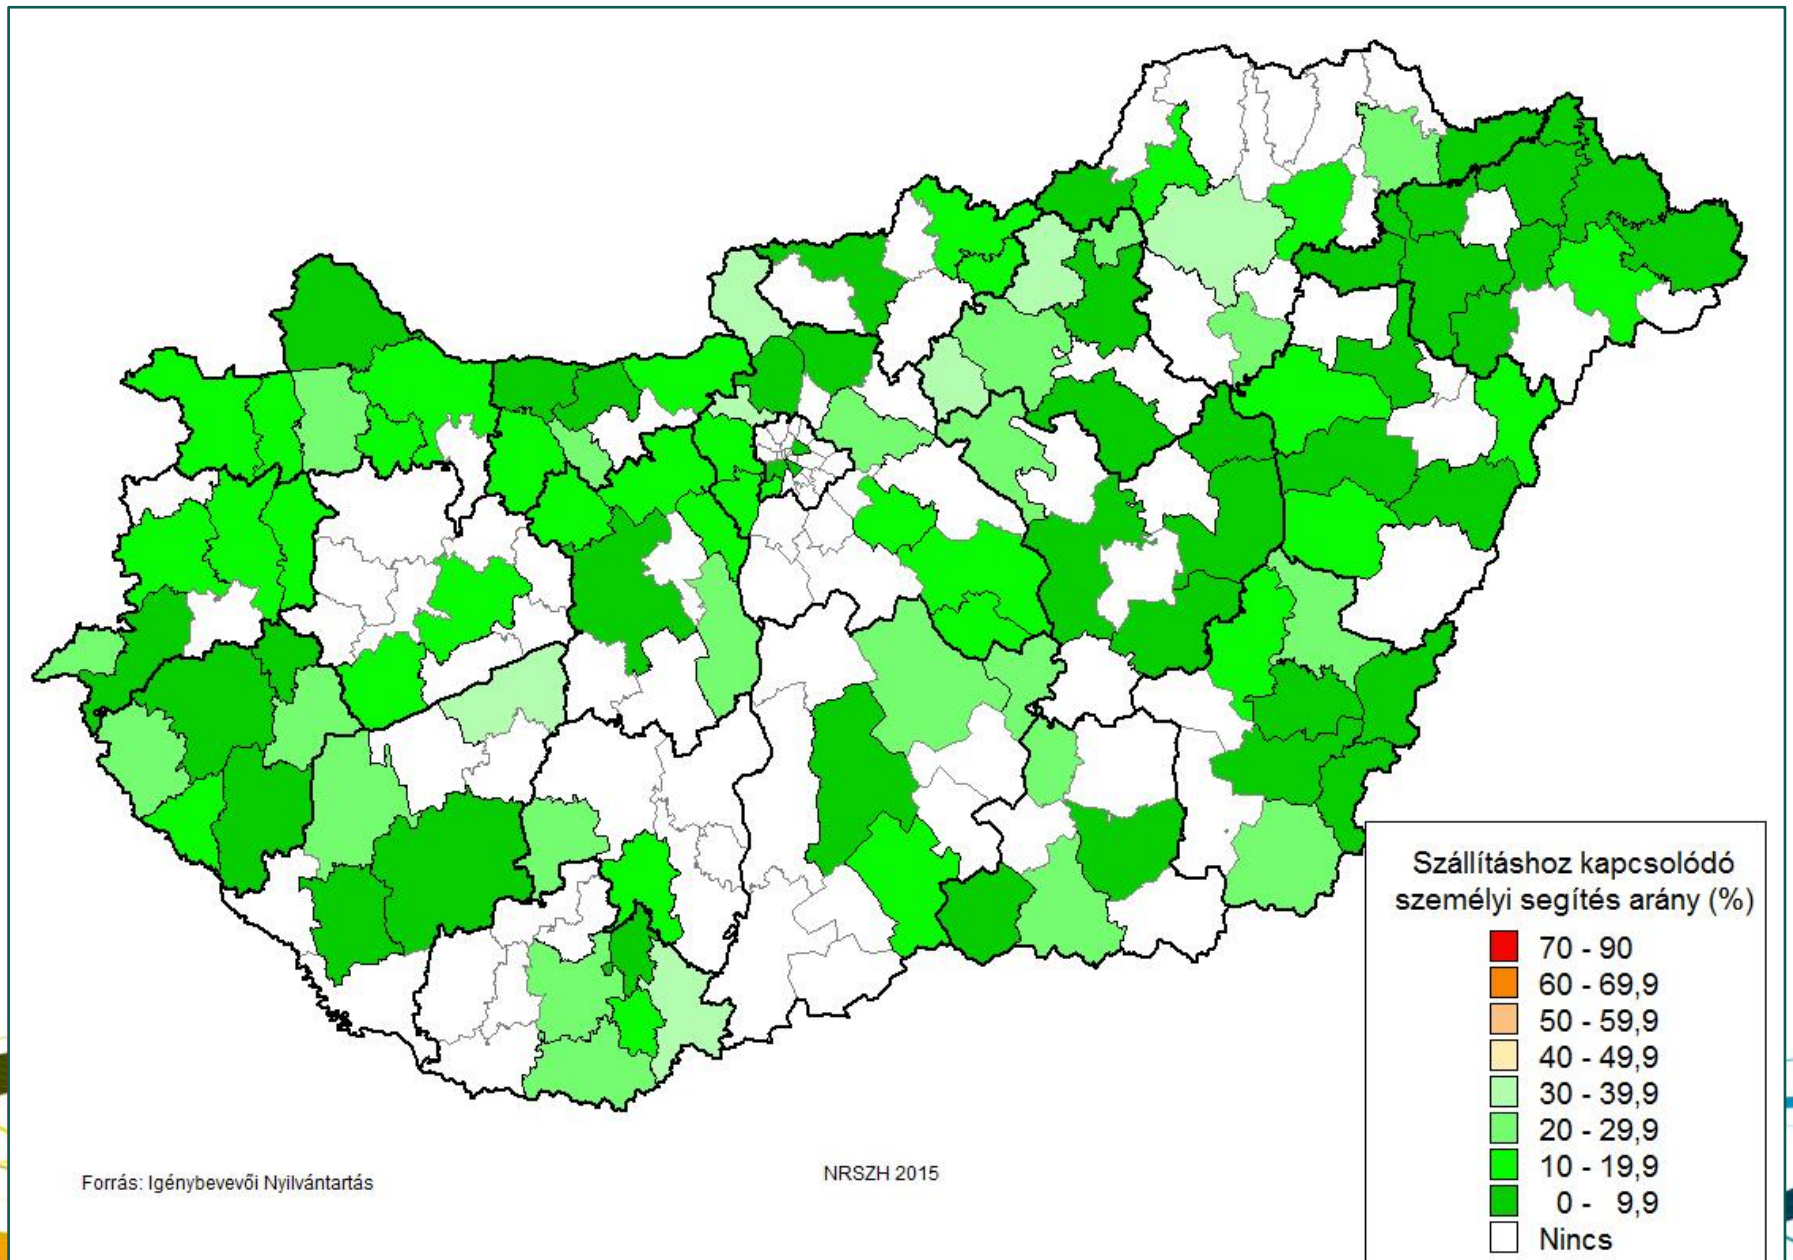 Szállításhoz kapcsolódó
személyi segítés arány (%)
70 - 90
60 - 69,9
50 - 59,9
40 - 49,9
30 - 39,9
20 - 29,9
10 - 19,9
0 - 9,9
Nincs
Forrás: Igénybevevői Nyilvántartás
NRSZH 2015